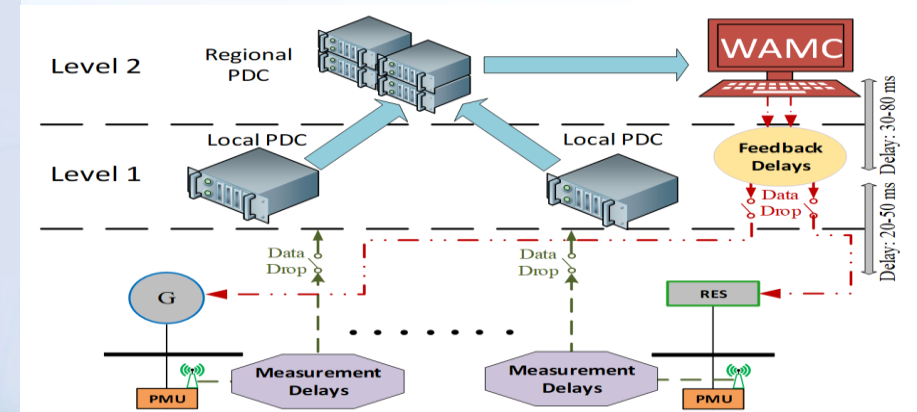 Level 2
Regional
PDC
WAMC
Delay: 30-80 ms
Local PDC
Local PDC
Feedback
Delays
Level 1
Data
Drop
Delay: 20-50 ms
Data
Drop
Data
Drop
G
RES
Measurement
Delays
Measurement
Delays
PMU
PMU